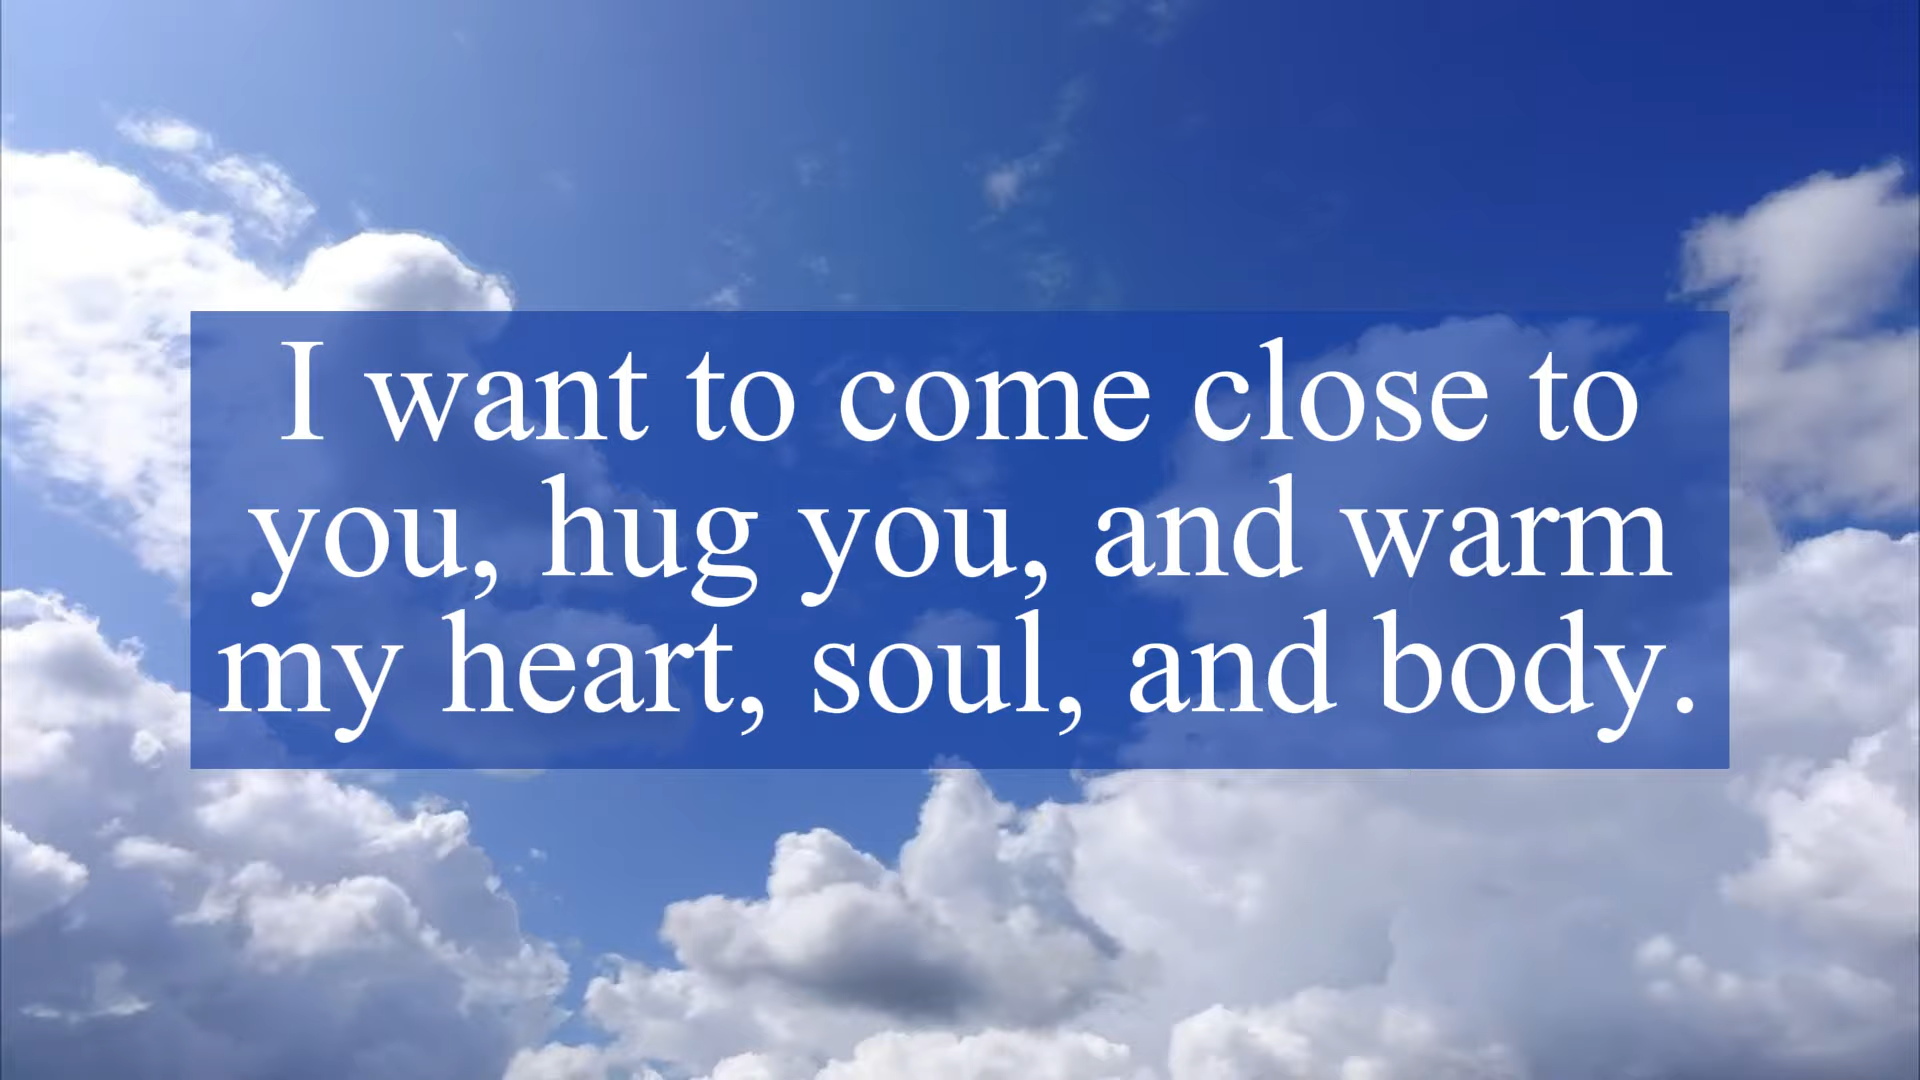 I want to come close to
you, hug you, and warm
my heart, soul, and body.